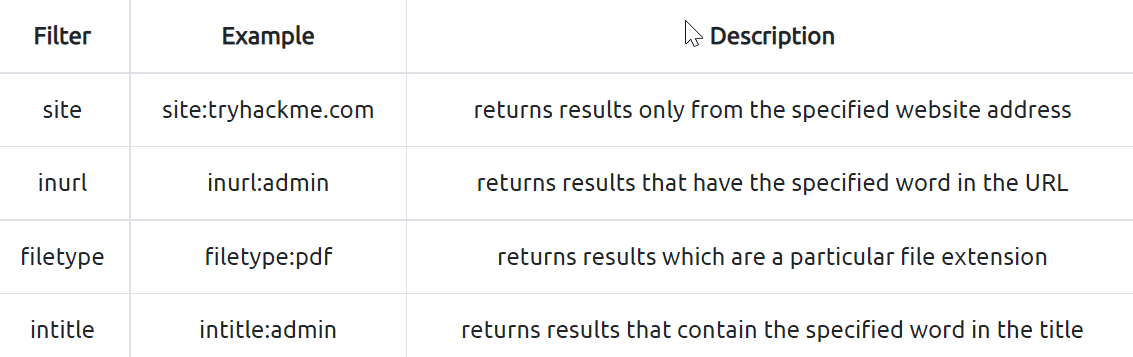 Filter Example Description
site site:tryhackme.com returns results only from the specified website address
inurl inurl:admin returns results that have the specified word in the URL
filetype filetype:pdf returns results which are a particular file extension
intitle intitle:admin returns results that contain the specified word in the title